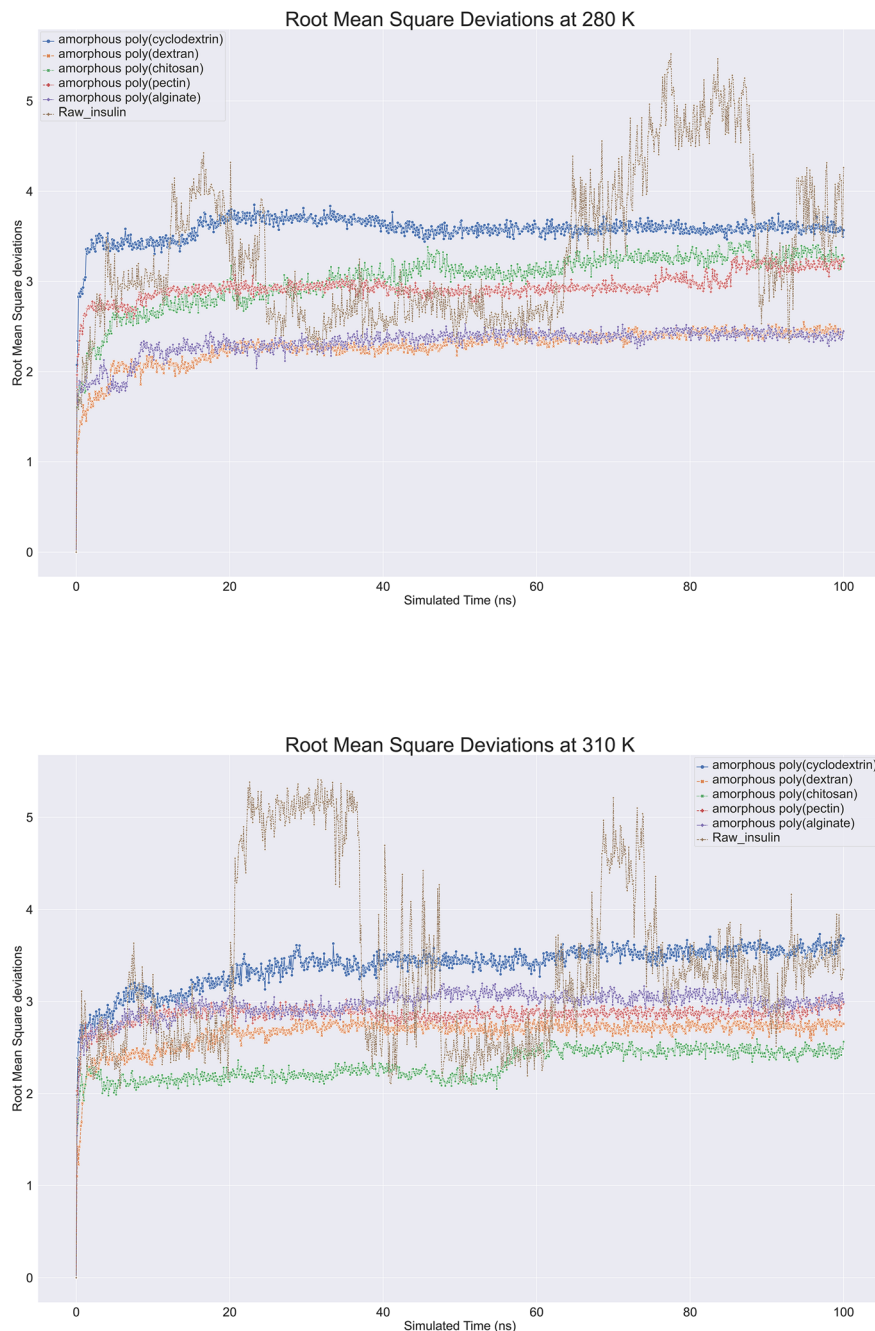 Root Mean Square Deviations at 280 K
amorphous poly(cyclodextrin)
amorphous poly(dextran)
amorphous poly(chitosan)
amorphous poly(pectin)
amorphous poly(alginate)
Raw_insulin
5
4
3
2
1
0
Root Mean Square deviations
0 20 40 60 80 100
Simulated Time (ns)
Root Mean Square Deviations at 310 K
amorphous poly(cyclodextrin)
amorphous poly(dextran)
amorphous poly(chitosan)
amorphous poly(pectin)
amorphous poly(alginate)
Raw_insulin
5
4
3
2
1
0
Root Mean Square deviations
0 20 40 60 80 100
Simulated Time (ns)